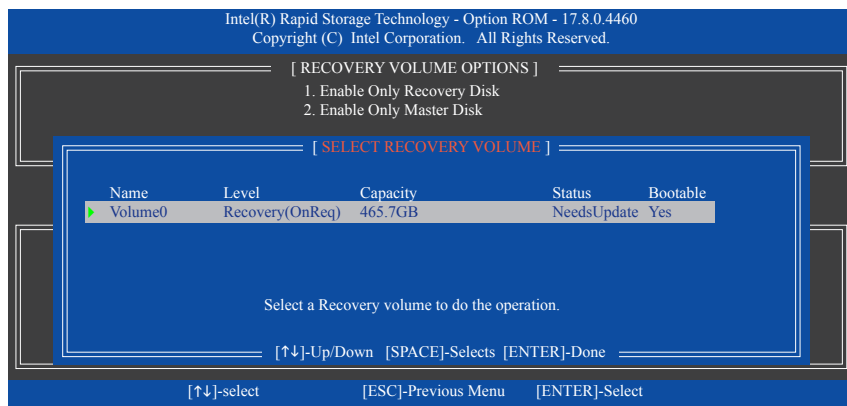 Intel(R) Rapid Storage Technology - Option ROM - 17.8.0.4460
Copyright (C) Intel Corporation. All Rights Reserved.
[ RECOVERY VOLUME OPTIONS ]
1. Enable Only Recovery Disk
2. Enable Only Master Disk
[ SELECT RECOVERY VOLUME ]
Name Level Capacity Status Bootable
Volume0 Recovery(OnReq) 465.7GB NeedsUpdate Yes
Select a Recovery volume to do the operation.
[↑↓]-Up/Down [SPACE]-Selects [ENTER]-Done
[↑↓]-select [ESC]-Previous Menu [ENTER]-Select